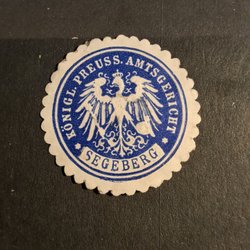 KÖNIGL. PREUSS. AMTSGERICHT
* SEGEBERG *